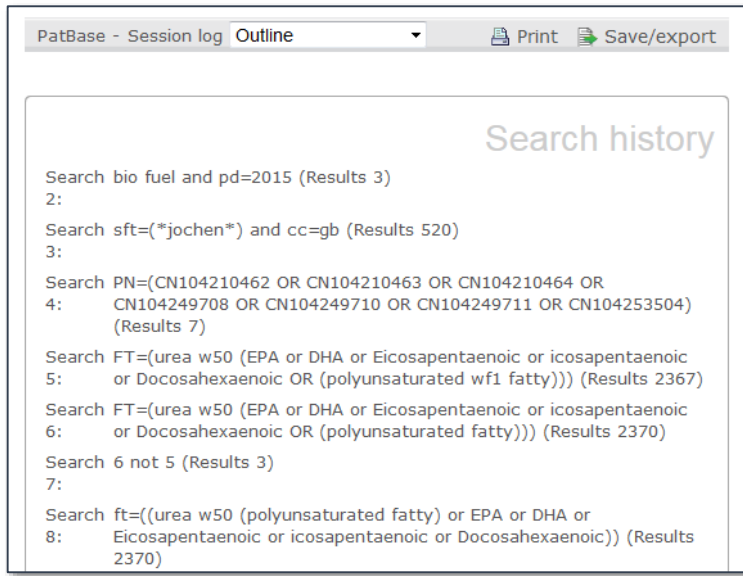 PatBase - Session log Outline Print Save/export
Search history
Search bio fuel and pd=2015 (Results 3)
2:
Search sft=(*jochen*) and cc=gb (Results 520)
3:
Search PN=(CN104210462 OR CN104210463 OR CN104210464 OR
4: CN104249708 OR CN104249710 OR CN104249711 OR CN104253504)
(Results 7)
Search FT=(urea w50 (EPA or DHA or Eicosapentaenoic or icosapentaenoic
5: or Docosahexaenoic OR (polyunsaturated wf1 fatty))) (Results 2367)
Search FT=(urea w50 (EPA or DHA or Eicosapentaenoic or icosapentaenoic
6: or Docosahexaenoic OR (polyunsaturated fatty))) (Results 2370)
Search 6 not 5 (Results 3)
7:
Search ft=((urea w50 (polyunsaturated fatty) or EPA or DHA or
8: Eicosapentaenoic or icosapentaenoic or Docosahexaenoic)) (Results
2370)